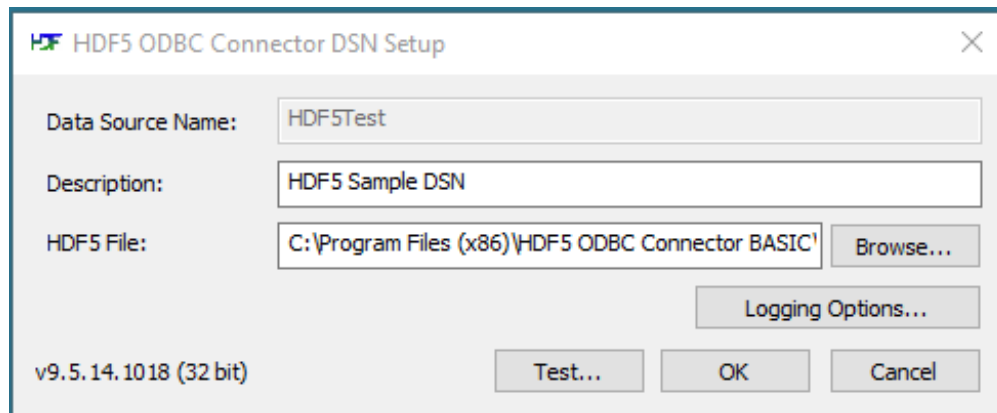 HDF HDF5 ODBC Connector DSN Setup
Data Source Name: HDF5Test
Description: HDF5 Sample DSN
HDF5 File: C:\Program Files (x86)\HDF5 ODBC Connector BASIC\ Browse...
Logging Options...
v9.5.14.1018 (32 bit) Test... OK Cancel